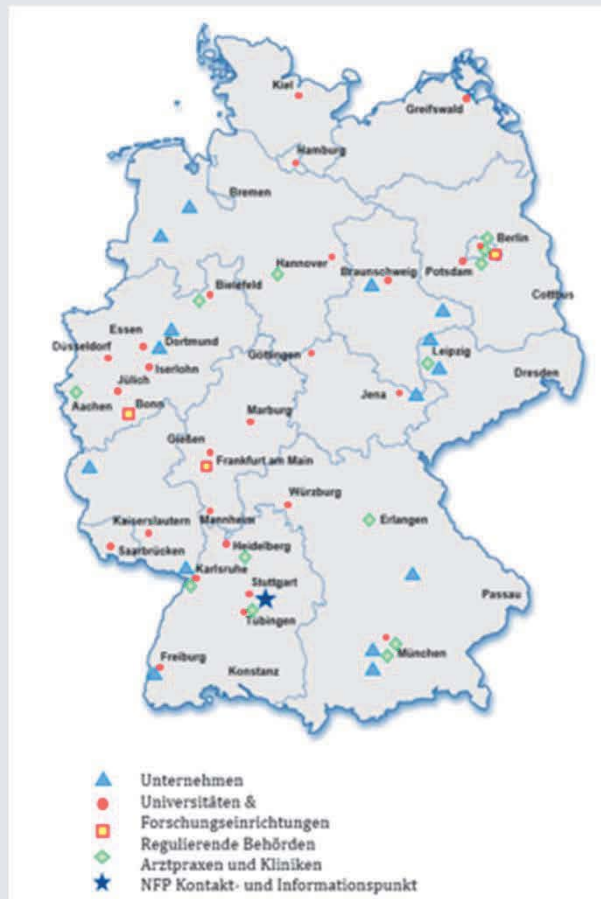 Kiel
Greifswald
Hamburg
Bremen
Berlin
Hannover
Braunschweig
Potsdam
Bielefeld
Cottbus
Essen
Düsseldorf
Dortmund
Göttingen
Leipzig
Iserlohn
Dresden
Jülich
Jena
Aachen
Bonn
Marburg
Gießen
Frankfurt am Main
Würzburg
Kaiserslautern
Mannheim
Erlangen
Saarbrücken
Heidelberg
Karlsruhe
Stuttgart
Passau
Tübingen
München
Freiburg
Konstanz
Unternehmen
Universitäten &
Forschungseinrichtungen
Regulierende Behörden
Arztpraxen und Kliniken
NFP Kontakt- und Informationspunkt